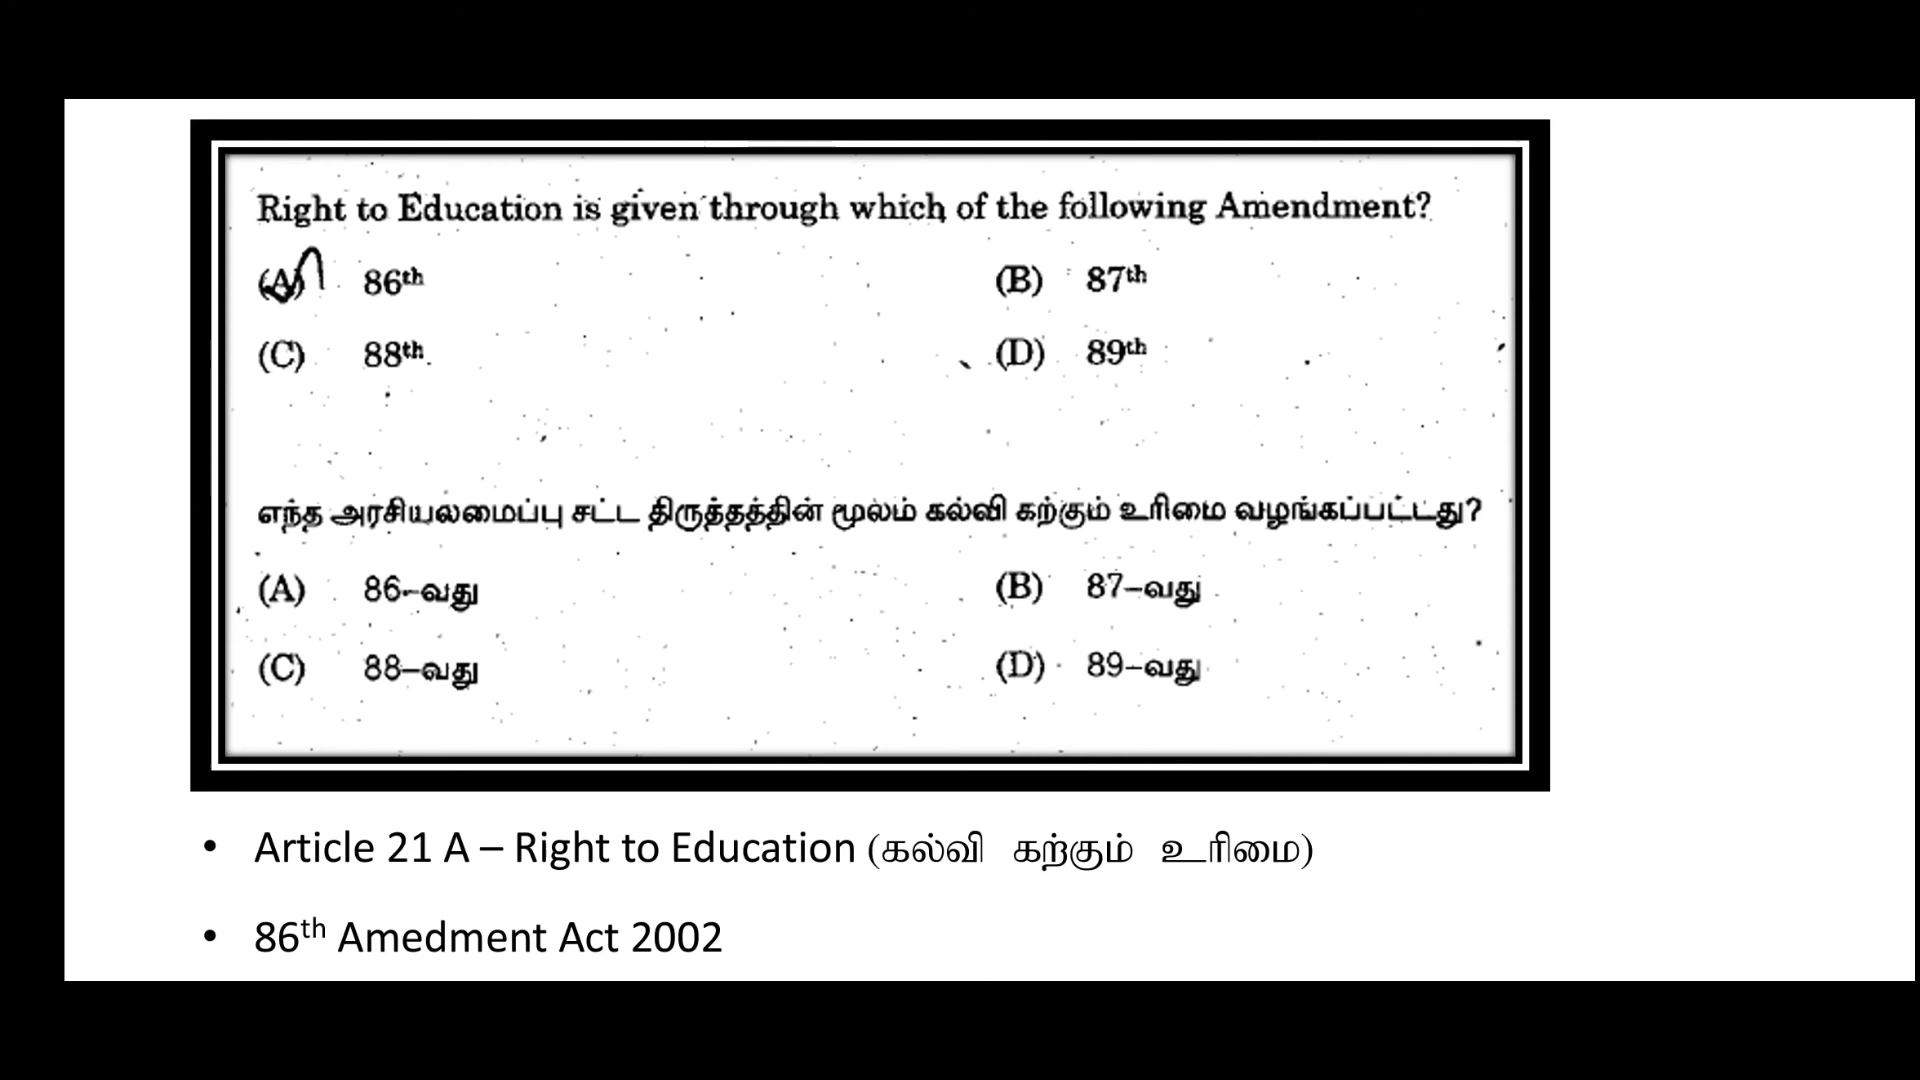 Right to Education is given through which of the following Amendment?
(A) 86th (B) 87th
(C) 88th (D) 89th
எந்த அரசியலமைப்பு சட்ட திருத்தத்தின் மூலம் கல்வி கற்கும் உரிமை வழங்கப்பட்டது?
(A) 86-வது (B) 87-வது
(C) 88-வது (D) 89-வது
• Article 21 A – Right to Education (கல்வி கற்கும் உரிமை)
• 86th Amedment Act 2002